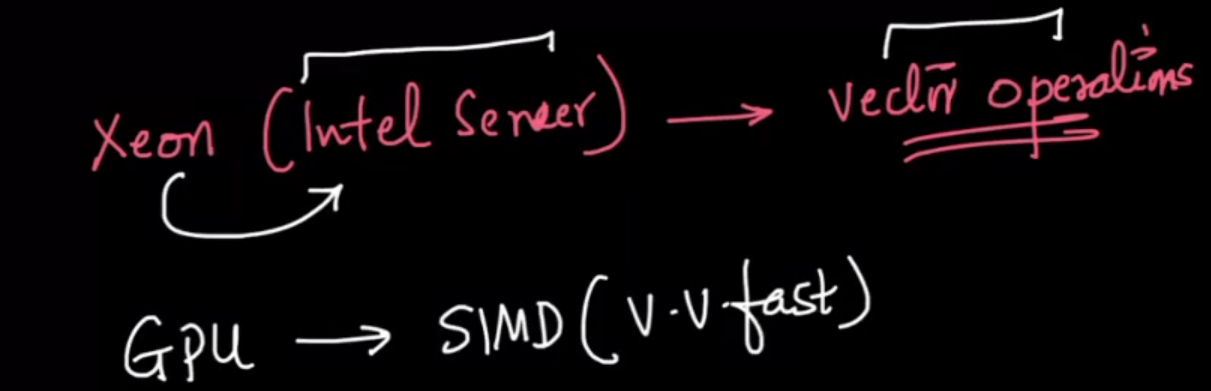 Xeon (Intel Server) → Vector operations
GPU → SIMD (V.V.fast)